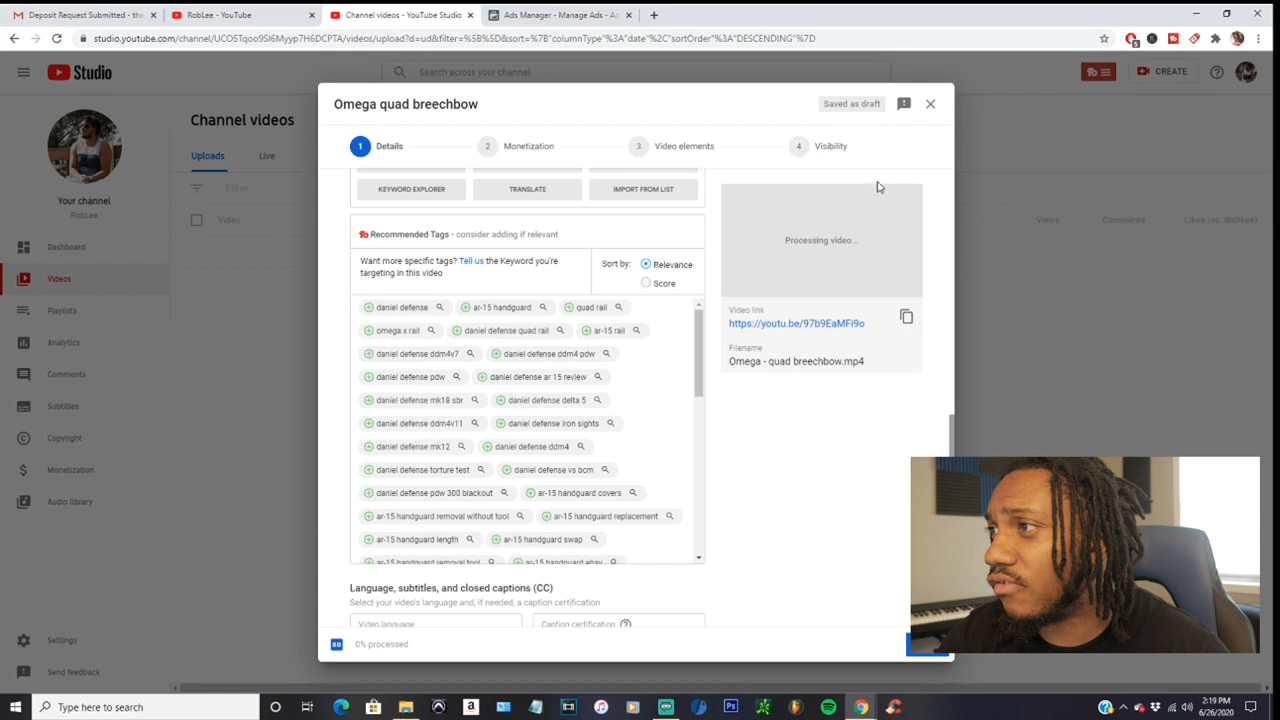 Deposit Request Submitted - tha
RobLee - YouTube
Channel videos - YouTube Studio
Ads Manager - Manage Ads - Ad
studio.youtube.com/channel/UCO5Tqoo9SI6Myyp7H6DCPTA/videos/upload?d=ud&filter=%5B%5D&sort=%7B"columnType"%3A"date"%2C"sortOrder"%3A"DESCENDING"%7D
Studio
Search across your channel
CREATE
Your channel
RobLee
Dashboard
Videos
Playlists
Analytics
Comments
Subtitles
Copyright
Monetization
Audio library
Settings
Send feedback
Channel videos
Uploads
Live
Filter
Video
Views
Comments
Likes (vs. dislikes)
Omega quad breechbow
Saved as draft
1 Details
2 Monetization
3 Video elements
4 Visibility
KEYWORD EXPLORER
TRANSLATE
IMPORT FROM LIST
Recommended Tags - consider adding if relevant
Want more specific tags? Tell us the Keyword you're
targeting in this video
Sort by:
Relevance
Score
daniel defense
ar-15 handguard
quad rail
omega x rail
daniel defense quad rail
ar-15 rail
daniel defense ddm4v7
daniel defense ddm4 pdw
daniel defense pdw
daniel defense ar 15 review
daniel defense mk18 sbr
daniel defense delta 5
daniel defense ddm4v11
daniel defense iron sights
daniel defense mk12
daniel defense ddm4
daniel defense torture test
daniel defense vs bcm
daniel defense pdw 300 blackout
ar-15 handguard covers
ar-15 handguard removal without tool
ar-15 handguard replacement
ar-15 handguard length
ar-15 handguard swap
ar-15 handguard removal tool
ar-15 handguard ebay
Language, subtitles, and closed captions (CC)
Select your video's language and, if needed, a caption certification
Video language
Caption certification
Processing video...
Video link
https://youtu.be/97b9EaMFi9o
Filename
Omega - quad breechbow.mp4
0% processed
Type here to search
2:19 PM
6/26/2020